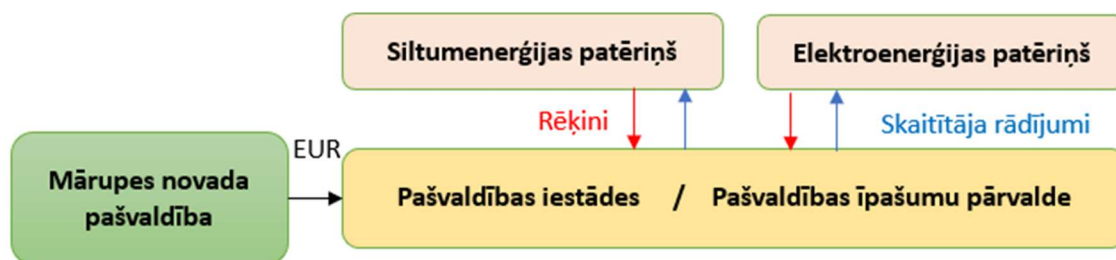 Siltumenerģijas patēriņš
Elektroenerģijas patēriņš
Rēķini
Skaitītāja rādījumi
EUR
Mārupes novada
pašvaldība
Pašvaldības iestādes / Pašvaldības īpašumu pārvalde